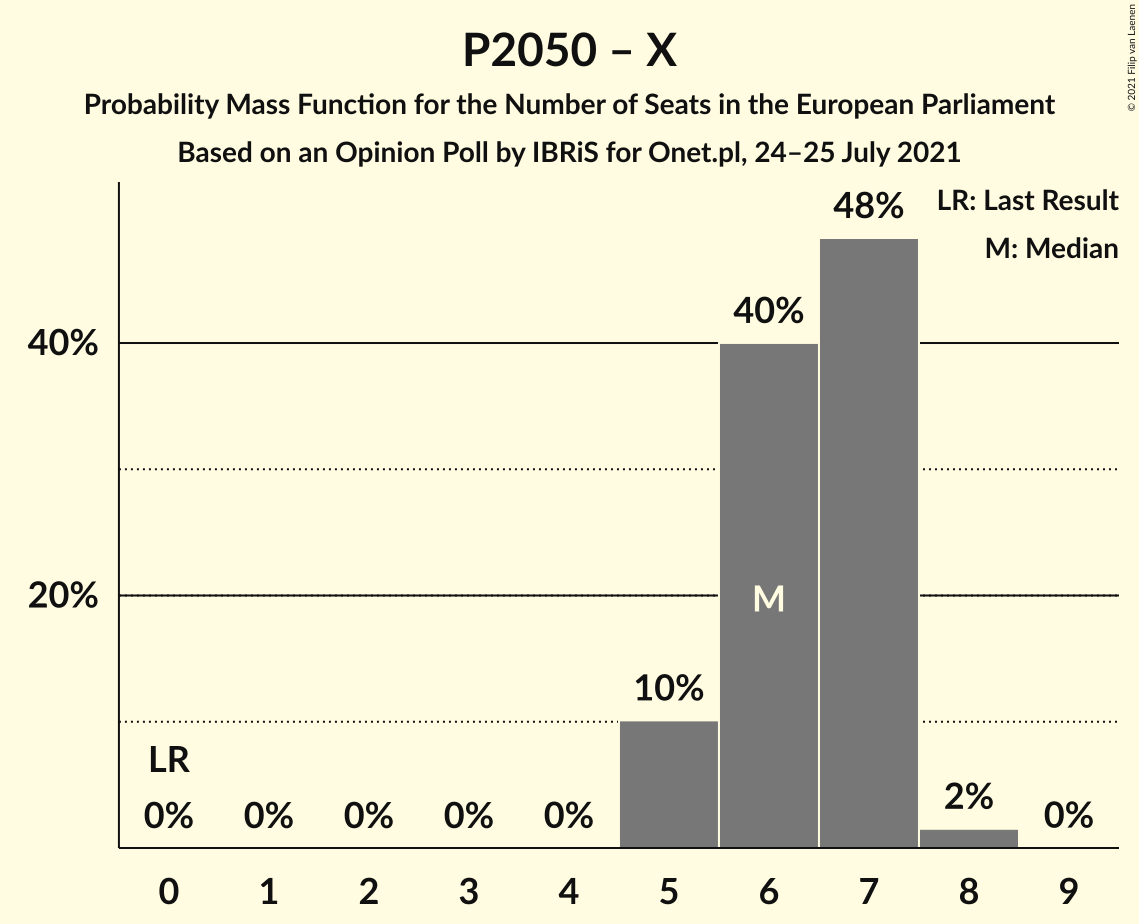 P2050 – X
Probability Mass Function for the Number of Seats in the European Parliament
Based on an Opinion Poll by IBRiS for Onet.pl, 24–25 July 2021
© 2021 Filip van Laenen
LR: Last Result
M: Median
48%
40%
40%
20%
M
10%
LR
0% 0% 0% 0% 0% 2% 0%
0 1 2 3 4 5 6 7 8 9